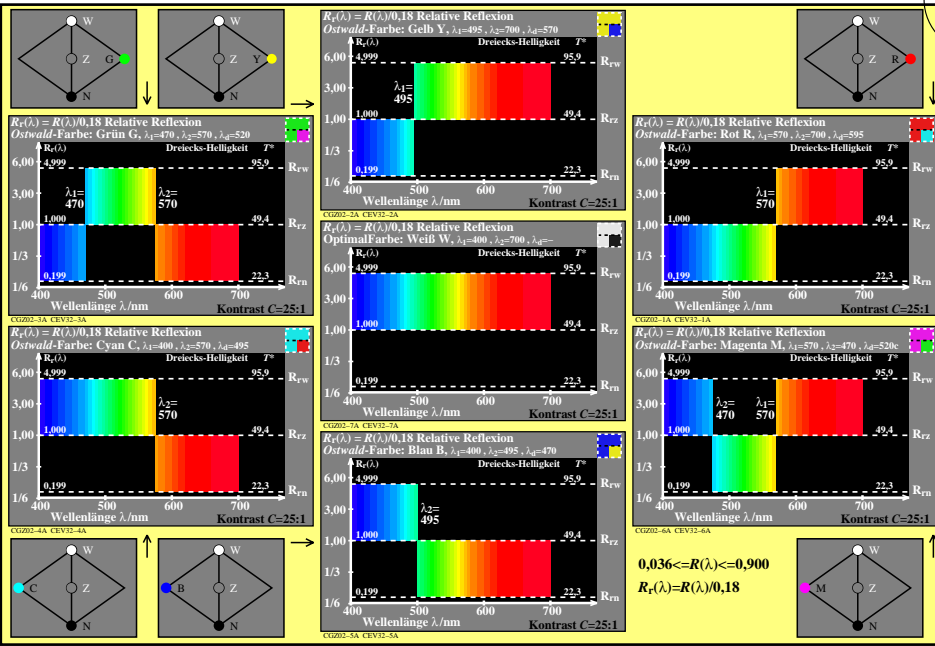 W
Z
G
N
W
Z
Y
N
Rr(λ) = R(λ)/0,18 Relative Reflexion
Ostwald-Farbe: Gelb Y, λ1=495 , λ2=700 , λd=570
Rr(λ) Dreiecks-Helligkeit T*
6,00 4,999 95,9 Rrw
λ1=
495
3,00
1,00 1,000 49,4 Rrz
1/3
1/6 0,199 22,3 Rrn
400 500 600 700
Wellenlänge λ/nm Kontrast C=25:1
CGZ02-2A CEV32-2A
W
Z
R
N
Rr(λ) = R(λ)/0,18 Relative Reflexion
Ostwald-Farbe: Grün G, λ1=470 , λ2=570 , λd=520
Rr(λ) Dreiecks-Helligkeit T*
6,00 4,999 95,9 Rrw
λ1= λ2=
470 570
3,00
1,00 1,000 49,4 Rrz
1/3
1/6 0,199 22,3 Rrn
400 500 600 700
Wellenlänge λ/nm Kontrast C=25:1
CGZ02-3A CEV32-3A
Rr(λ) = R(λ)/0,18 Relative Reflexion
OptimalFarbe: Weiß W, λ1=400 , λ2=700 , λd=–
Rr(λ) Dreiecks-Helligkeit T*
6,00 4,999 95,9 Rrw
3,00
1,00 1,000 49,4 Rrz
1/3
1/6 0,199 22,3 Rrn
400 500 600 700
Wellenlänge λ/nm Kontrast C=25:1
CGZ02-7A CEV32-7A
Rr(λ) = R(λ)/0,18 Relative Reflexion
Ostwald-Farbe: Rot R, λ1=570 , λ2=700 , λd=595
Rr(λ) Dreiecks-Helligkeit T*
6,00 4,999 95,9 Rrw
λ1=
570
3,00
1,00 1,000 49,4 Rrz
1/3
1/6 0,199 22,3 Rrn
400 500 600 700
Wellenlänge λ/nm Kontrast C=25:1
CGZ02-1A CEV32-1A
Rr(λ) = R(λ)/0,18 Relative Reflexion
Ostwald-Farbe: Cyan C, λ1=400 , λ2=570 , λd=495
Rr(λ) Dreiecks-Helligkeit T*
6,00 4,999 95,9 Rrw
3,00
λ2=
570
1,00 1,000 49,4 Rrz
1/3
1/6 0,199 22,3 Rrn
400 500 600 700
Wellenlänge λ/nm Kontrast C=25:1
CGZ02-4A CEV32-4A
Rr(λ) = R(λ)/0,18 Relative Reflexion
Ostwald-Farbe: Blau B, λ1=400 , λ2=495 , λd=470
Rr(λ) Dreiecks-Helligkeit T*
6,00 4,999 95,9 Rrw
3,00
λ2=
495
1,00 1,000 49,4 Rrz
1/3
1/6 0,199 22,3 Rrn
400 500 600 700
Wellenlänge λ/nm Kontrast C=25:1
CGZ02-5A CEV32-5A
Rr(λ) = R(λ)/0,18 Relative Reflexion
Ostwald-Farbe: Magenta M, λ1=570 , λ2=470 , λd=520c
Rr(λ) Dreiecks-Helligkeit T*
6,00 4,999 95,9 Rrw
3,00
λ2= λ1=
470 570
1,00 1,000 49,4 Rrz
1/3
1/6 0,199 22,3 Rrn
400 500 600 700
Wellenlänge λ/nm Kontrast C=25:1
CGZ02-6A CEV32-6A
W
C
Z
N
W
B
Z
N
0,036<=R(λ)<=0,900
Rr(λ)=R(λ)/0,18
W
M
Z
N